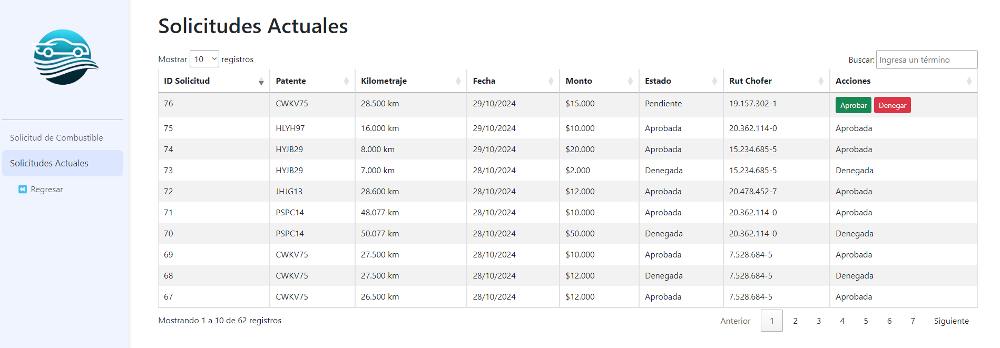 Solicitudes Actuales
Mostrar 10 registros
Buscar: Ingresa un término
ID Solicitud Patente Kilometraje Fecha Monto Estado Rut Chofer Acciones
76 CWKV75 28.500 km 29/10/2024 $15.000 Pendiente 19.157.302-1 Aprobar Denegar
75 HLYH97 16.000 km 29/10/2024 $10.000 Aprobada 20.362.114-0 Aprobada
74 HYJB29 8.000 km 29/10/2024 $20.000 Aprobada 15.234.685-5 Aprobada
73 HYJB29 7.000 km 28/10/2024 $2.000 Denegada 15.234.685-5 Denegada
72 JHJG13 28.600 km 28/10/2024 $12.000 Aprobada 20.478.452-7 Aprobada
71 PSPC14 48.077 km 28/10/2024 $10.000 Aprobada 20.362.114-0 Aprobada
70 PSPC14 50.077 km 28/10/2024 $50.000 Denegada 20.362.114-0 Denegada
69 CWKV75 27.500 km 28/10/2024 $10.000 Aprobada 7.528.684-5 Aprobada
68 CWKV75 27.500 km 28/10/2024 $12.000 Denegada 7.528.684-5 Denegada
67 CWKV75 26.500 km 28/10/2024 $12.000 Aprobada 7.528.684-5 Aprobada
Mostrando 1 a 10 de 62 registros
Anterior 1 2 3 4 5 6 7 Siguiente
Solicitud de Combustible
Solicitudes Actuales
Regresar